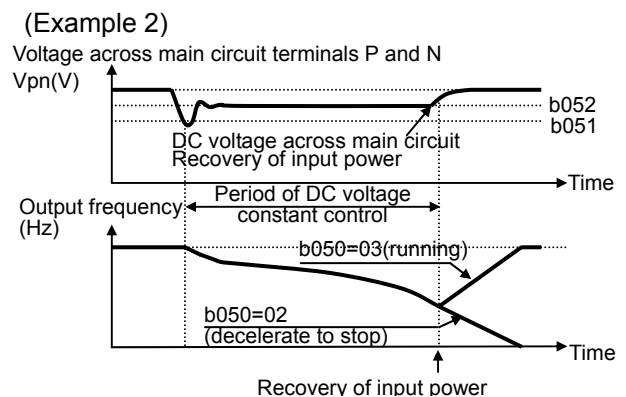 (Example 2)
Voltage across main circuit terminals P and N
Vpn(V)
b052
b051
DC voltage across main circuit
Recovery of input power
Time
Period of DC voltage
constant control
Output frequency
(Hz)
b050=03(running)
b050=02
(decelerate to stop)
Time
Recovery of input power